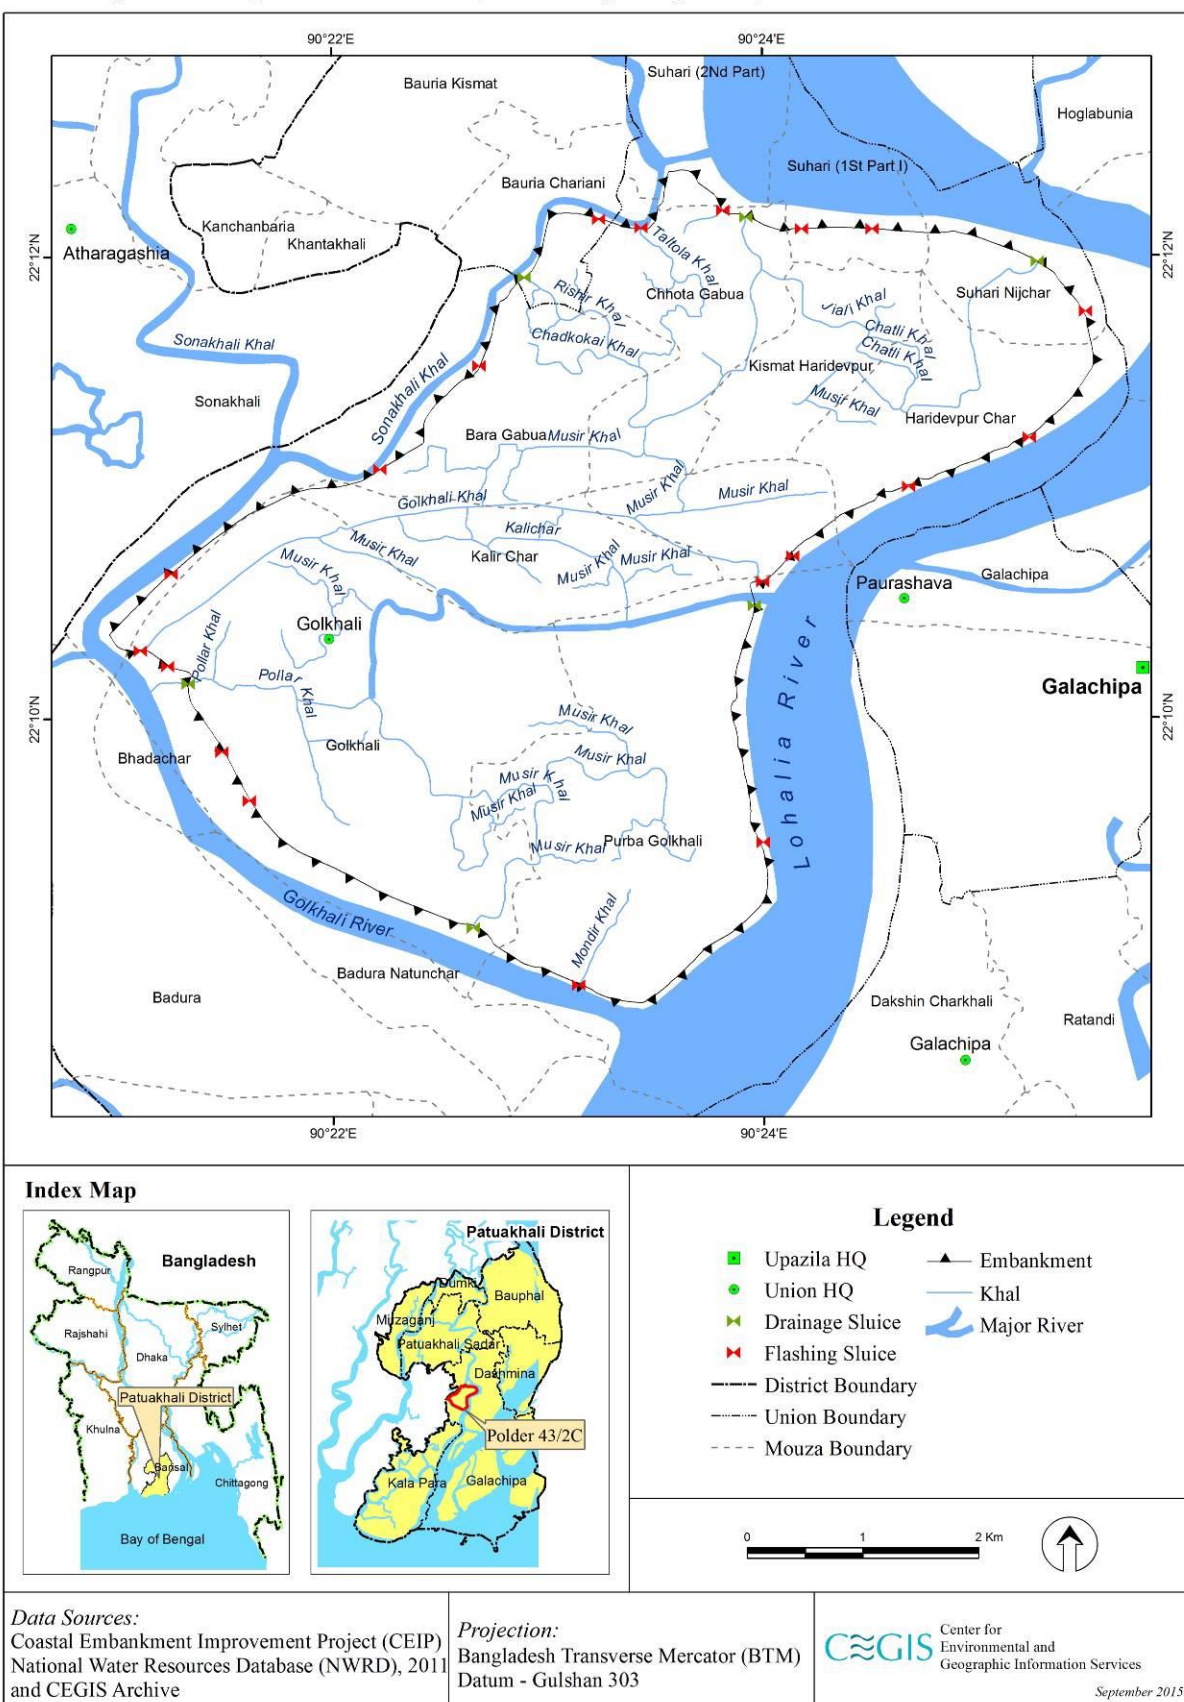 90°22'E
90°24'E
Suhari (2Nd Part)
Bauria Kismat
Hoglabunia
Suhari (1St Part I)
Bauria Chariani
Kanchanbaria
Khantakhali
Atharagashia
22°12'N
22°12'N
Taltola Khal
Rishir Khal
Chhota Gabua
Suhari Nijchar
Jiali Khal
Chatli Khal
Chatli Khal
Chadkokai Khal
Sonakhali Khal
Sonakhali Khal
Kismat Haridevpur
Musir Khal
Sonakhali
Haridevpur Char
Bara Gabua
Musir Khal
Musir Khal
Musir Khal
Golkhali Khal
Kalichar
Musir Khal
Kalir Char
Musir Khal
Musir Khal
Musir Khal
Paurashava
Galachipa
Golkhali
Pollar Khal
Lohalia River
Pollar Khal
Galachipa
22°10'N
22°10'N
Musir Khal
Golkhali
Bhadachar
Musir Khal
Musir Khal
Musir Khal
Musir Khal
Purba Golkhali
Golkhali River
Mondir Khal
Badura Natunchar
Badura
Dakshin Charkhali
Ratandi
Galachipa
90°22'E
90°24'E
Index Map
Bangladesh
Rangpur
Rajshahi
Sylhet
Dhaka
Patuakhali District
Khulna
Barisal
Chittagong
Bay of Bengal
Patuakhali District
Dumki
Bauphal
Mirzaganj
Patuakhali Sadar
Dashmina
Polder 43/2C
Kala Para
Galachipa
Legend
Upazila HQ
Union HQ
Drainage Sluice
Flashing Sluice
District Boundary
Union Boundary
Mouza Boundary
Embankment
Khal
Major River
0 1 2 Km
Data Sources:
Coastal Embankment Improvement Project (CEIP)
National Water Resources Database (NWRD), 2011
and CEGIS Archive
Projection:
Bangladesh Transverse Mercator (BTM)
Datum - Gulshan 303
CEGIS
Center for
Environmental and
Geographic Information Services
September 2015